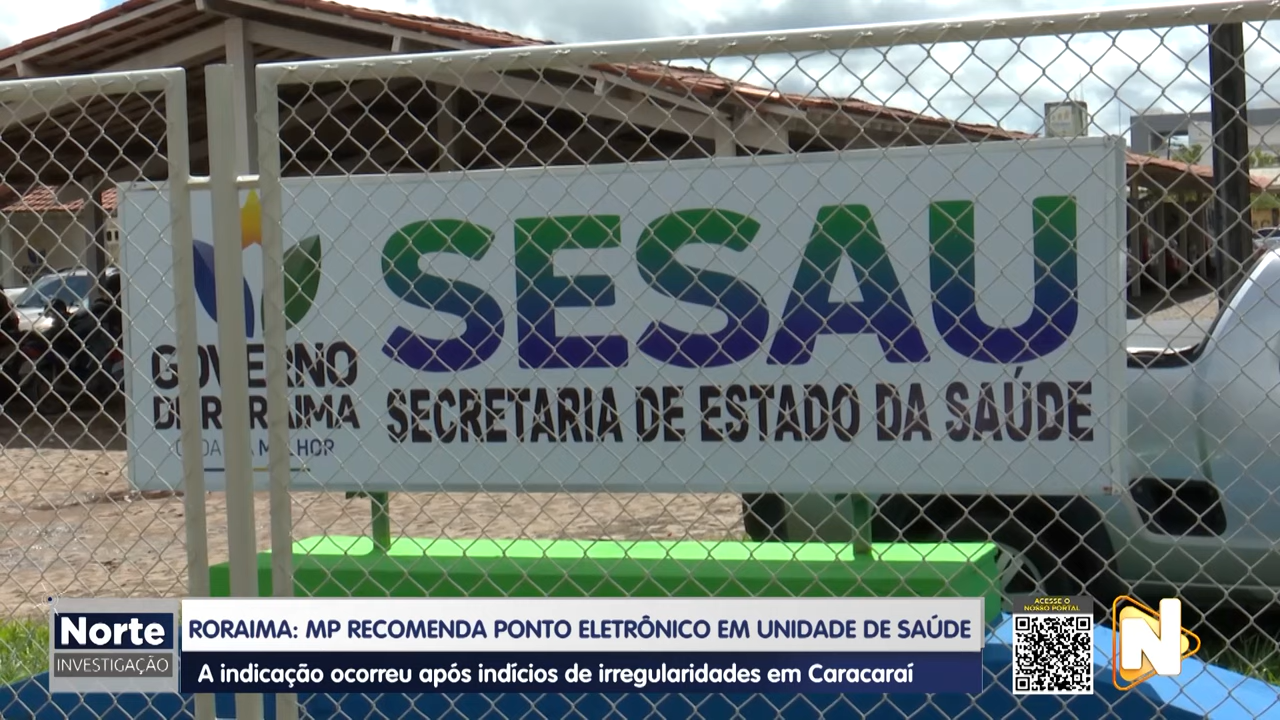 SESAU
GOVERNO
DE RORAIMA
SECRETARIA DE ESTADO DA SAÚDE
MELHOR
Norte
INVESTIGAÇÃO
RORAIMA: MP RECOMENDA PONTO ELETRÔNICO EM UNIDADE DE SAÚDE
A indicação ocorreu após indícios de irregularidades em Caracaraí
ACESSE O
NOSSO PORTAL
N